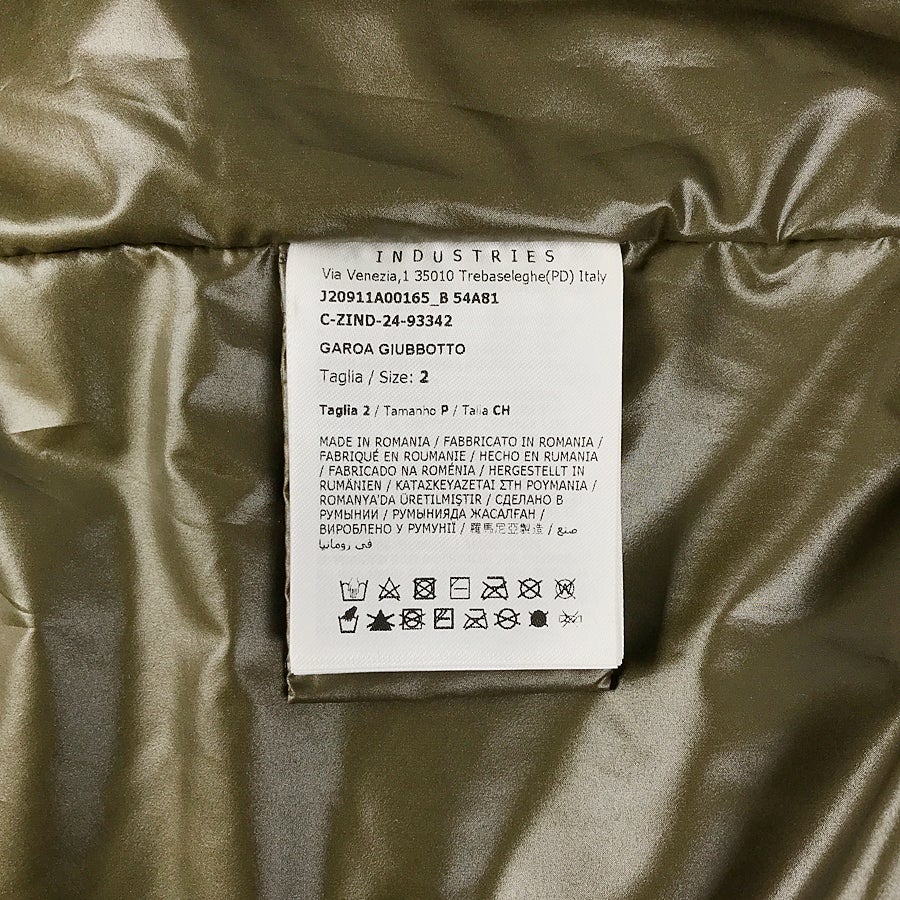 INDUSTRIES
Via Venezia,1 35010 Trebaseleghe(PD) Italy
J20911A00165_B 54A81
C-ZIND-24-93342
GAROA GIUBBOTTO
Taglia / Size: 2
Taglia 2 / Tamanho P / Talla CH
MADE IN ROMANIA / FABBRICATO IN ROMANIA /
FABRIQUÉ EN ROUMANIE / HECHO EN RUMANIA
/ FABRICADO NA ROMÉNIA / HERGESTELLT IN
RUMÄNIEN / ΚΑΤΑΣΚΕΥΑΖΕΤΑΙ ΣΤΗ ΡΟΥΜΑΝΙΑ /
ROMANYA'DA ÜRETILMIŞTIR / СДЕЛАНО В
РУМЫНИИ / РУМЫНИЯДА ЖАСАЛҒАН /
ВИРОБЛЕНО У РУМУНІЇ / 羅馬尼亞製造 / صنع
في رومانيا